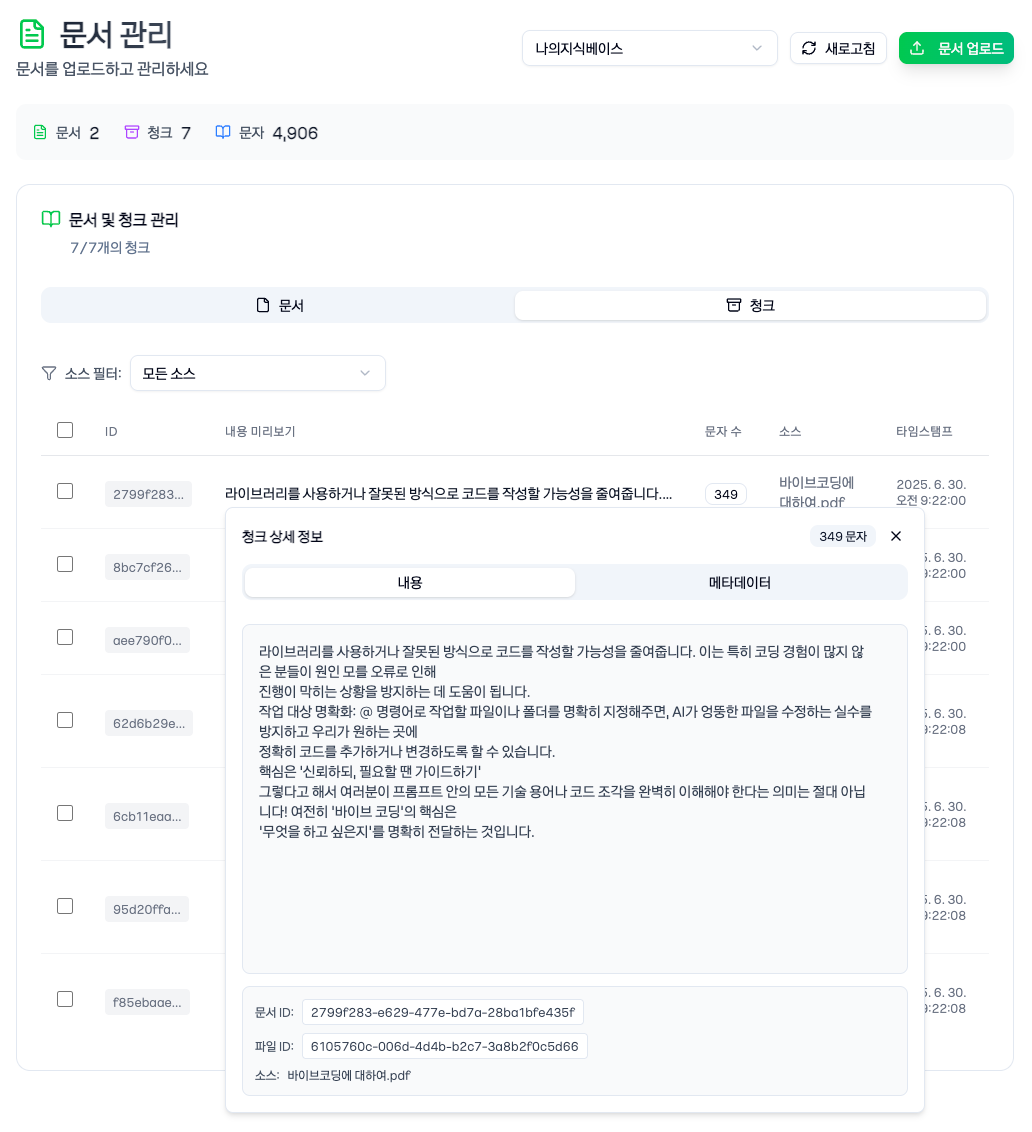 문서 관리
문서를 업로드하고 관리하세요
나의지식베이스
새로고침
문서 업로드
문서 2 청크 7 문자 4,906
문서 및 청크 관리
7/7개의 청크
문서
청크
소스 필터: 모든 소스
ID 내용 미리보기 문자 수 소스 타임스탬프
2799f283... 라이브러리를 사용하거나 잘못된 방식으로 코드를 작성할 가능성을 줄여줍니다.... 349 바이브코딩에 대하여.pdf 2025. 6. 30. 오전 9:22:00
청크 상세 정보 349 문자
내용 메타데이터
8bc7cf26... 6. 30.
9:22:00
aee790f0... 6. 30.
9:22:00
62d6b29e... 6. 30.
9:22:08
6cb11eaa... 6. 30.
9:22:08
95d20ffa... 6. 30.
9:22:08
f85ebaae... 6. 30.
9:22:08
라이브러리를 사용하거나 잘못된 방식으로 코드를 작성할 가능성을 줄여줍니다. 이는 특히 코딩 경험이 많지 않
은 분들이 원인 모를 오류로 인해
진행이 막히는 상황을 방지하는 데 도움이 됩니다.
작업 대상 명확화: @ 명령어로 작업할 파일이나 폴더를 명확히 지정해주면, AI가 엉뚱한 파일을 수정하는 실수를
방지하고 우리가 원하는 곳에
정확히 코드를 추가하거나 변경하도록 할 수 있습니다.
핵심은 '신뢰하되, 필요할 땐 가이드하기'
그렇다고 해서 여러분이 프롬프트 안의 모든 기술 용어나 코드 조각을 완벽히 이해해야 한다는 의미는 절대 아닙
니다! 여전히 '바이브 코딩'의 핵심은
'무엇을 하고 싶은지'를 명확히 전달하는 것입니다.
문서 ID: 2799f283-e629-477e-bd7a-28ba1bfe435f
파일 ID: 6105760c-006d-4d4b-b2c7-3a8b2f0c5d66
소스: 바이브코딩에 대하여.pdf